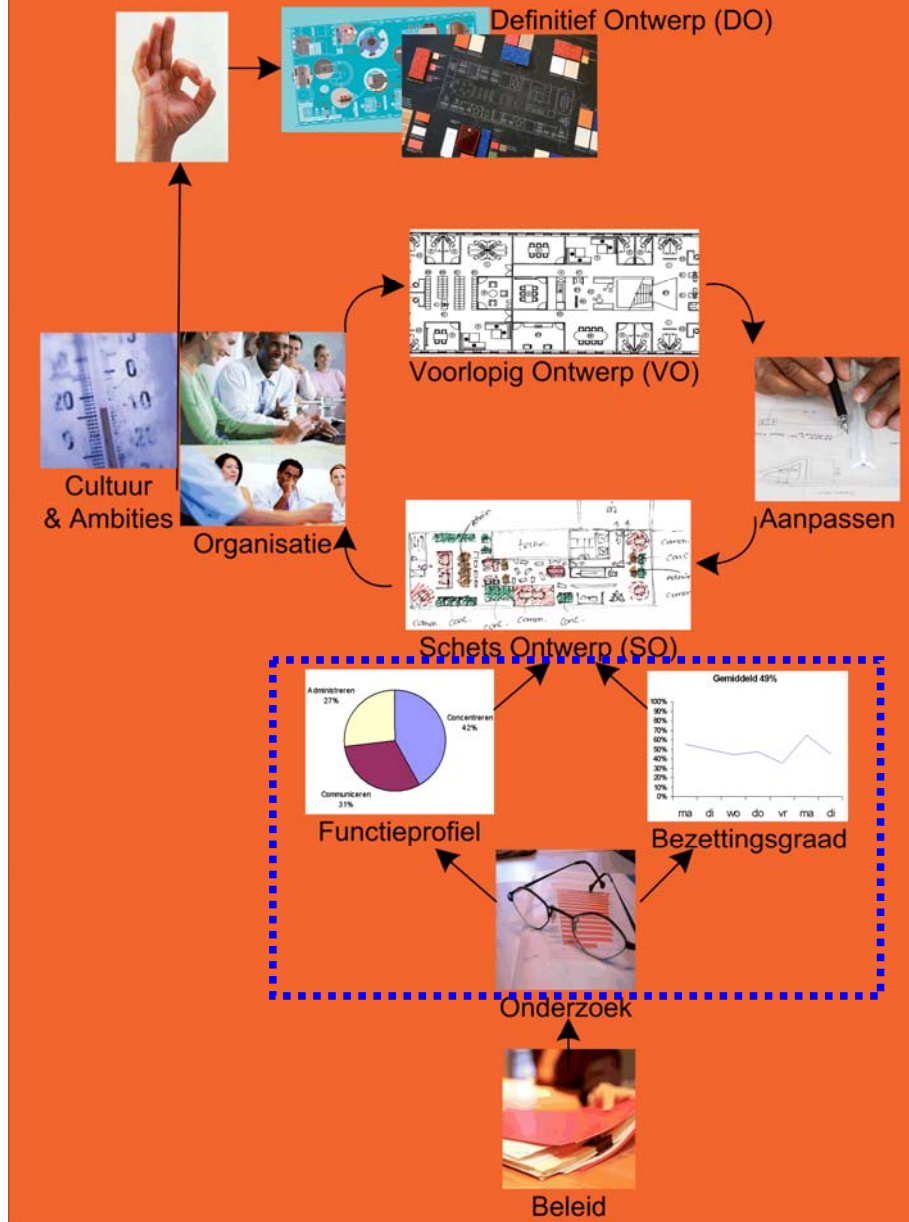 Definitief Ontwerp (DO)
Voorlopig Ontwerp (VO)
Cultuur
& Ambities
Organisatie
Aanpassen
Schets Ontwerp (SO)
Administreren
27%
Concentreren
42%
Communiceren
31%
Functieprofiel
Gemiddeld 49%
100%
90%
80%
70%
60%
50%
40%
30%
20%
10%
0%
ma di wo do vr ma di
Bezettingsgraad
Onderzoek
Beleid